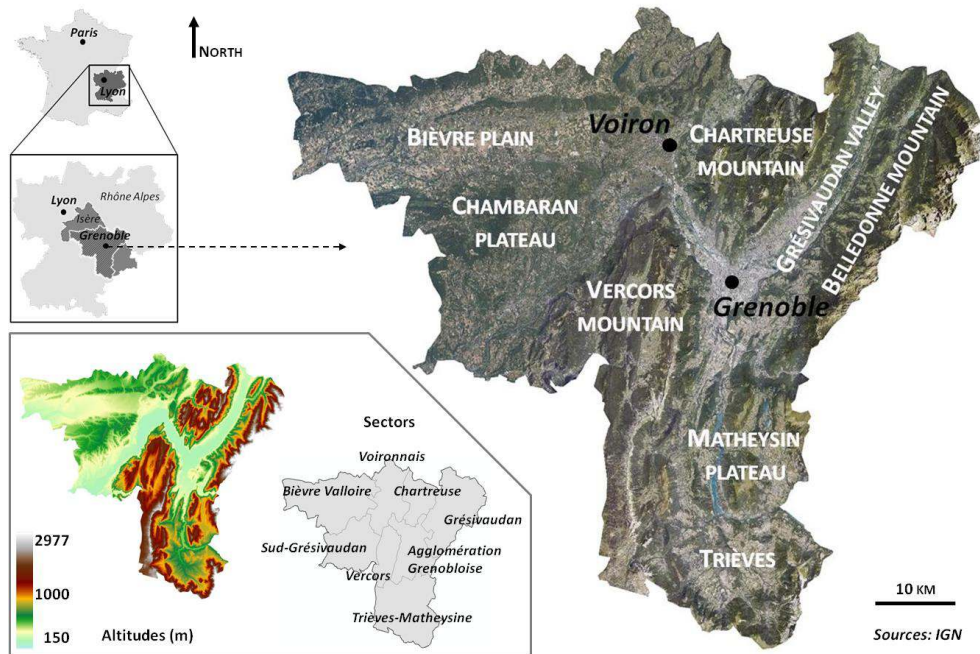 Paris
Lyon
NORTH
Lyon
Rhône Alpes
Isère
Grenoble
BIÈVRE PLAIN
Voiron
CHARTREUSE
MOUNTAIN
GRÉSIVAUDAN VALLEY
BELLEDONNE MOUNTAIN
CHAMBARAN
PLATEAU
VERCORS
MOUNTAIN
Grenoble
MATHEYSIN
PLATEAU
TRIÈVES
10 KM
Sources: IGN
2977
1000
150
Altitudes (m)
Sectors
Voironnais
Bièvre Valloire
Chartreuse
Grésivaudan
Sud-Grésivaudan
Agglomération
Grenobloise
Vercors
Trièves-Matheysine